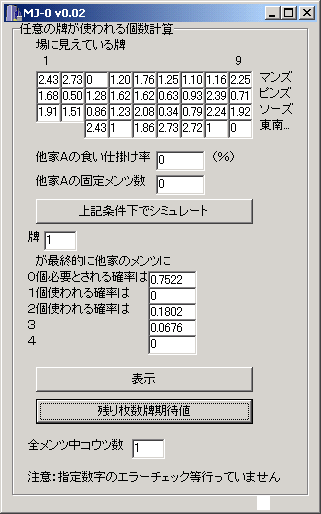 MJ-0 v0.02
任意の牌が使われる個数計算
場に見えている牌
1 9
2.43 2.73 0 1.20 1.76 1.25 1.10 1.16 2.25 マンズ
1.68 0.50 1.28 1.62 1.62 0.63 0.93 2.39 0.71 ピンズ
1.91 1.51 0.86 1.23 2.08 0.34 0.79 2.24 1.92 ソーズ
2.43 1 1.86 2.73 2.72 1 0 東南...
他家Aの食い仕掛け率 0 (%)
他家Aの固定メンツ数 0
上記条件下でシミュレート
牌 1
が最終的に他家のメンツに
0個必要とされる確率は 0.7522
1個使われる確率は 0
2個使われる確率は 0.1802
3 0.0676
4 0
表示
残り枚数牌期待値
全メンツ中コウツ数 1
注意:指定数字のエラーチェック等行っていません